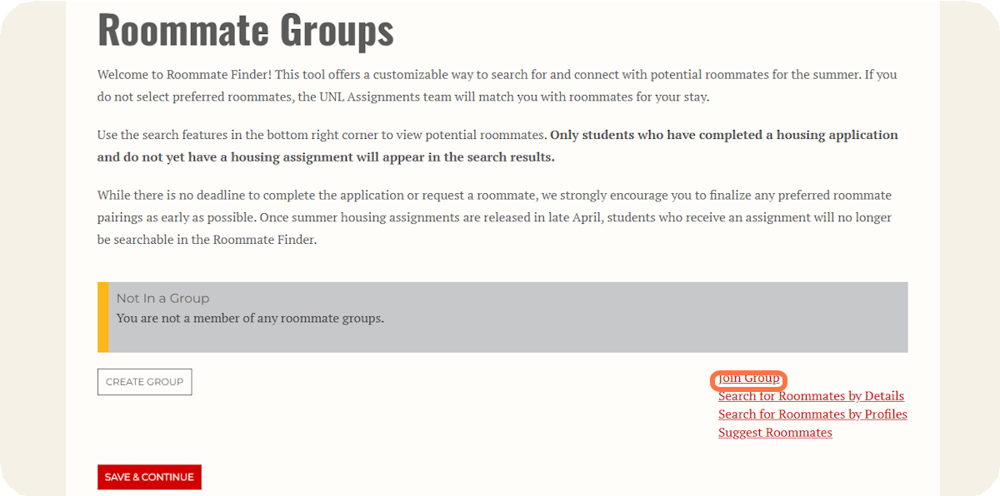 Roommate Groups
Welcome to Roommate Finder! This tool offers a customizable way to search for and connect with potential roommates for the summer. If you
do not select preferred roommates, the UNL Assignments team will match you with roommates for your stay.
Use the search features in the bottom right corner to view potential roommates. Only students who have completed a housing application
and do not yet have a housing assignment will appear in the search results.
While there is no deadline to complete the application or request a roommate, we strongly encourage you to finalize any preferred roommate
pairings as early as possible. Once summer housing assignments are released in late April, students who receive an assignment will no longer
be searchable in the Roommate Finder.
Not In a Group
You are not a member of any roommate groups.
CREATE GROUP
Join Group
Search for Roommates by Details
Search for Roommates by Profiles
Suggest Roommates
SAVE & CONTINUE